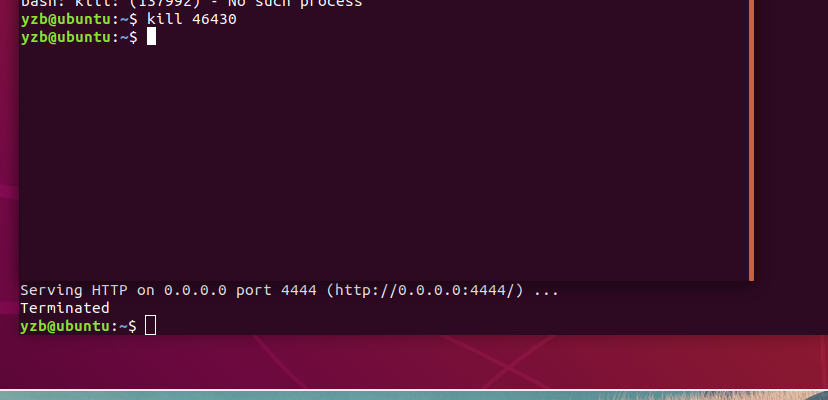 bash: kill: (137992) - No such process
yzb@ubuntu:~$ kill 46430
yzb@ubuntu:~$
Serving HTTP on 0.0.0.0 port 4444 (http://0.0.0.0:4444/) ...
Terminated
yzb@ubuntu:~$